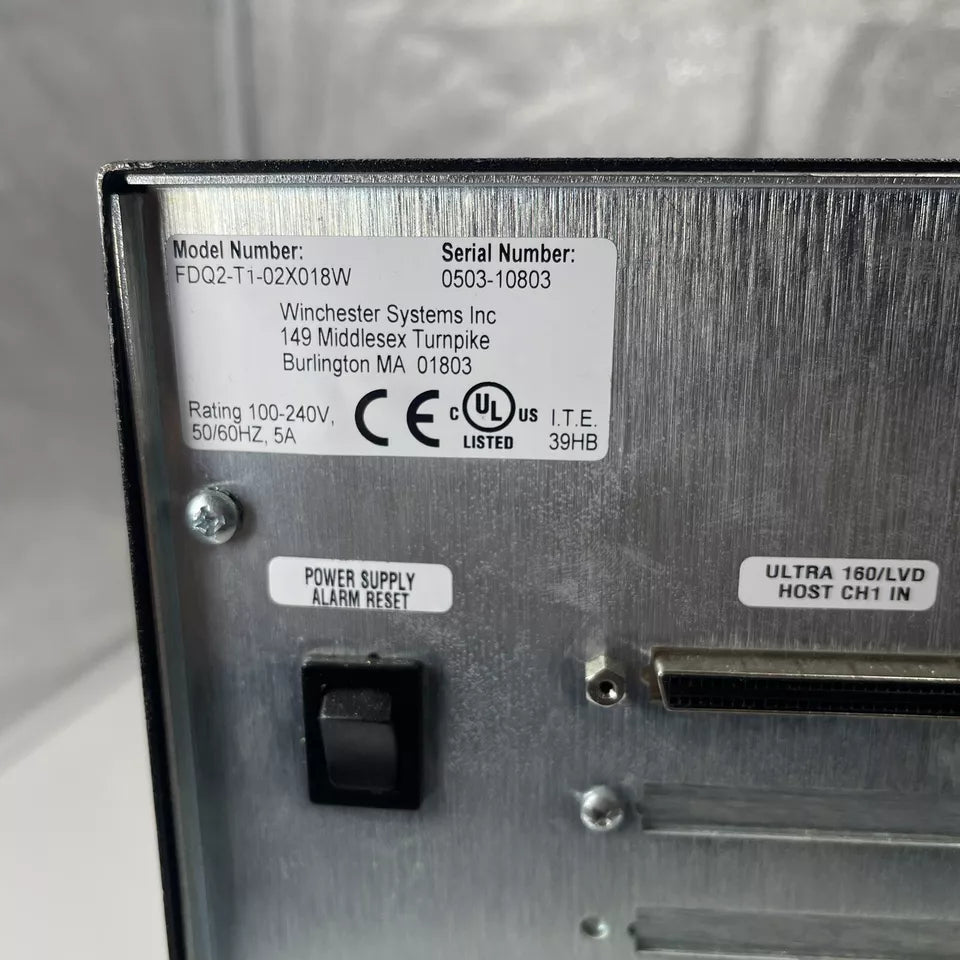 Model Number: Serial Number:
FDQ2-T1-02X018W 0503-10803
Winchester Systems Inc
149 Middlesex Turnpike
Burlington MA 01803
Rating 100-240V,
50/60HZ, 5A
CE
C UL US
LISTED
I.T.E.
39HB
POWER SUPPLY
ALARM RESET
ULTRA 160/LVD
HOST CH1 IN